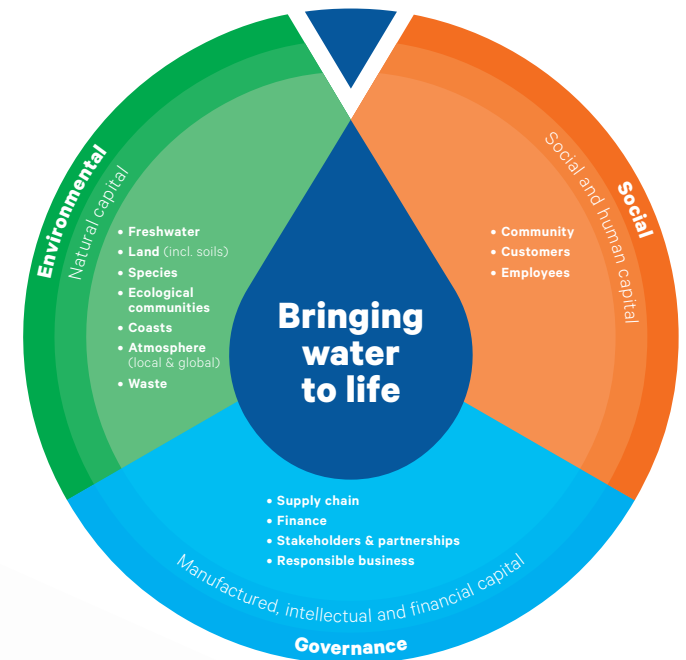 Environmental
Natural capital
• Freshwater
• Land (incl. soils)
• Species
• Ecological
communities
• Coasts
• Atmosphere
(local & global)
• Waste
Social
Social and human capital
• Community
• Customers
• Employees
Bringing
water
to life
• Supply chain
• Finance
• Stakeholders & partnerships
• Responsible business
Manufactured, intellectual and financial capital
Governance